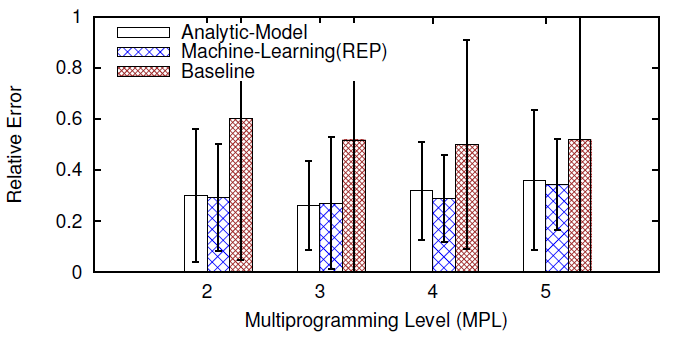 1
0.8
0.6
0.4
0.2
0
Relative Error
Analytic-Model
Machine-Learning(REP)
Baseline
2 3 4 5
Multiprogramming Level (MPL)